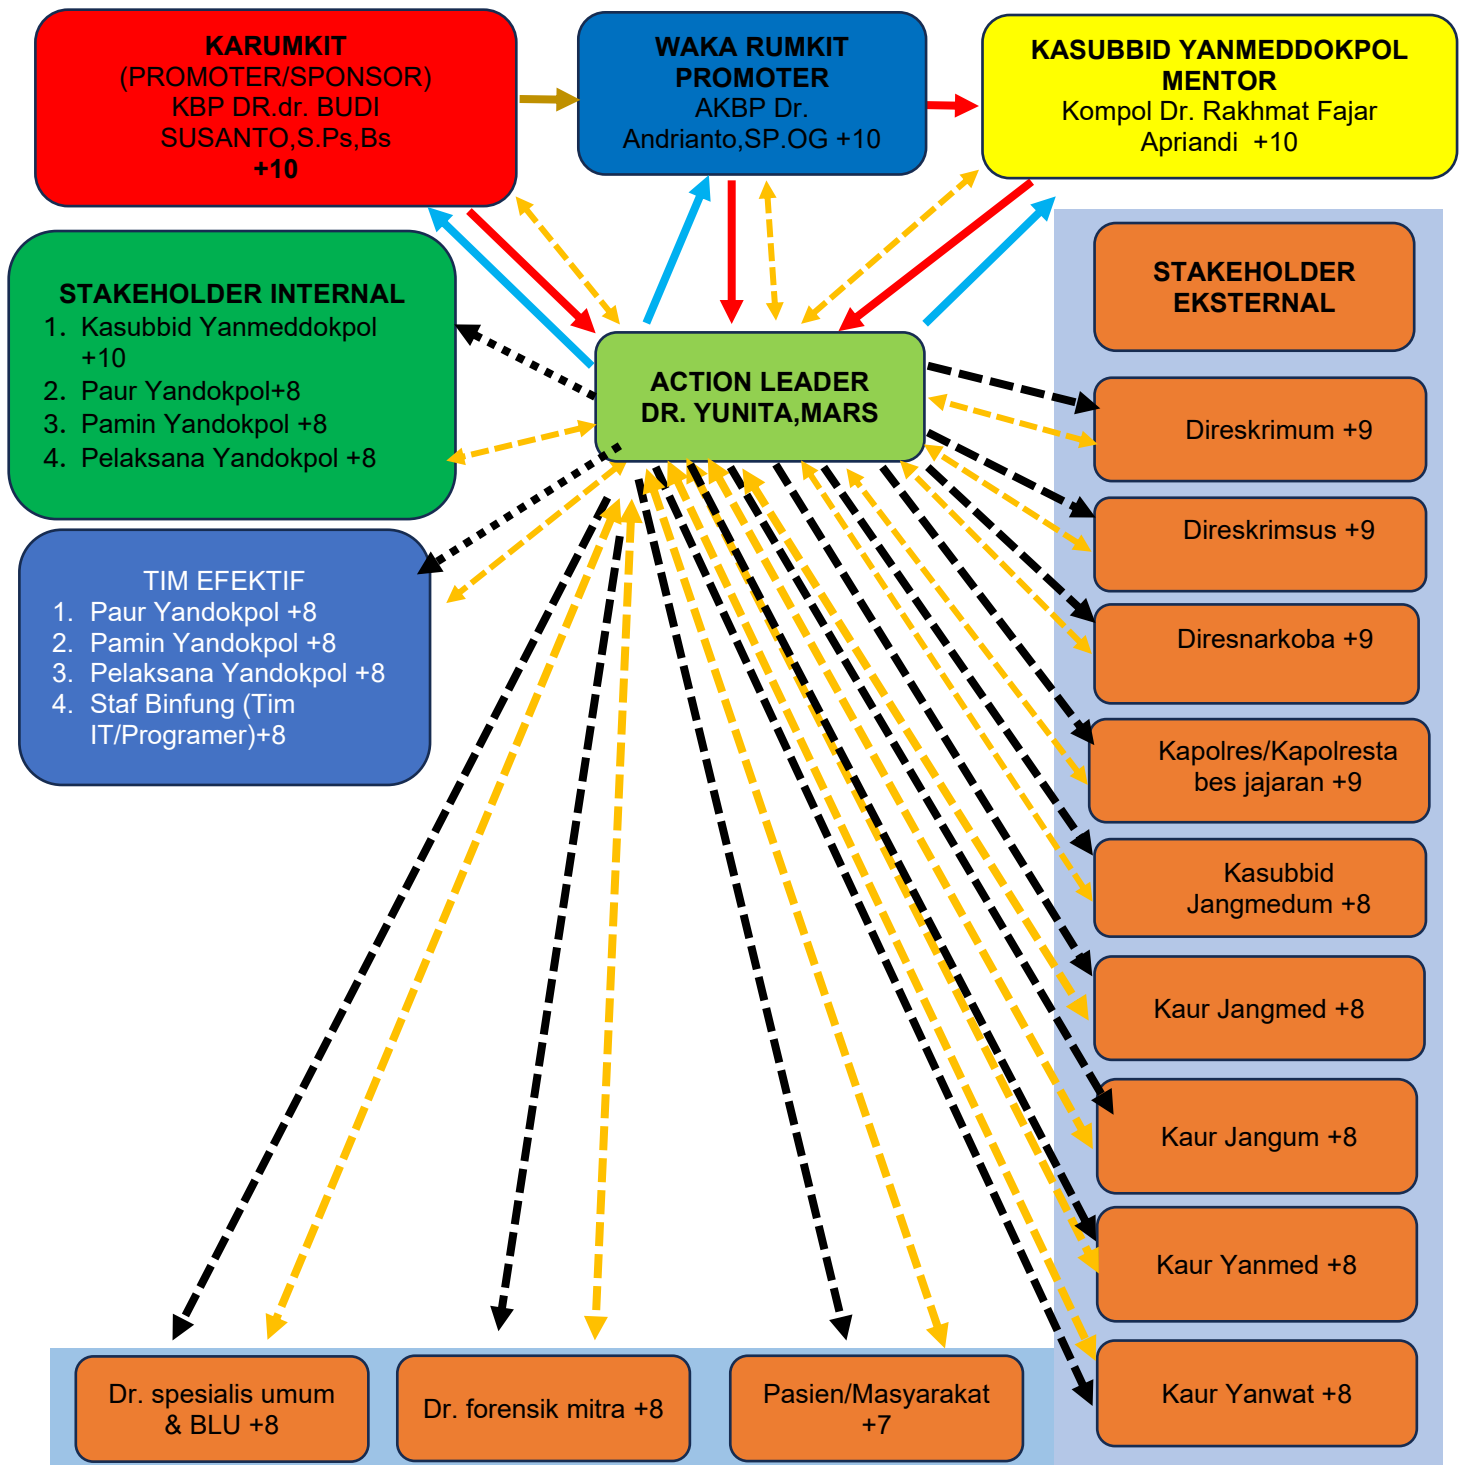 KARUMKIT
(PROMOTER/SPONSOR)
KBP DR.dr. BUDI
SUSANTO,S.Ps,Bs
+10
WAKA RUMKIT
PROMOTER
AKBP Dr.
Andrianto,SP.OG +10
KASUBBID YANMEDDOKPOL
MENTOR
Kompol Dr. Rakhmat Fajar
Apriandi +10
STAKEHOLDER INTERNAL
1. Kasubbid Yanmeddokpol
+10
2. Paur Yandokpol+8
3. Pamin Yandokpol +8
4. Pelaksana Yandokpol +8
ACTION LEADER
DR. YUNITA,MARS
TIM EFEKTIF
1. Paur Yandokpol +8
2. Pamin Yandokpol +8
3. Pelaksana Yandokpol +8
4. Staf Binfung (Tim
IT/Programer)+8
STAKEHOLDER
EKSTERNAL
Direskrimum +9
Direskrimsus +9
Diresnarkoba +9
Kapolres/Kapolresta
bes jajaran +9
Kasubbid
Jangmedum +8
Kaur Jangmed +8
Kaur Jangum +8
Kaur Yanmed +8
Kaur Yanwat +8
Dr. spesialis umum
& BLU +8
Dr. forensik mitra +8
Pasien/Masyarakat
+7